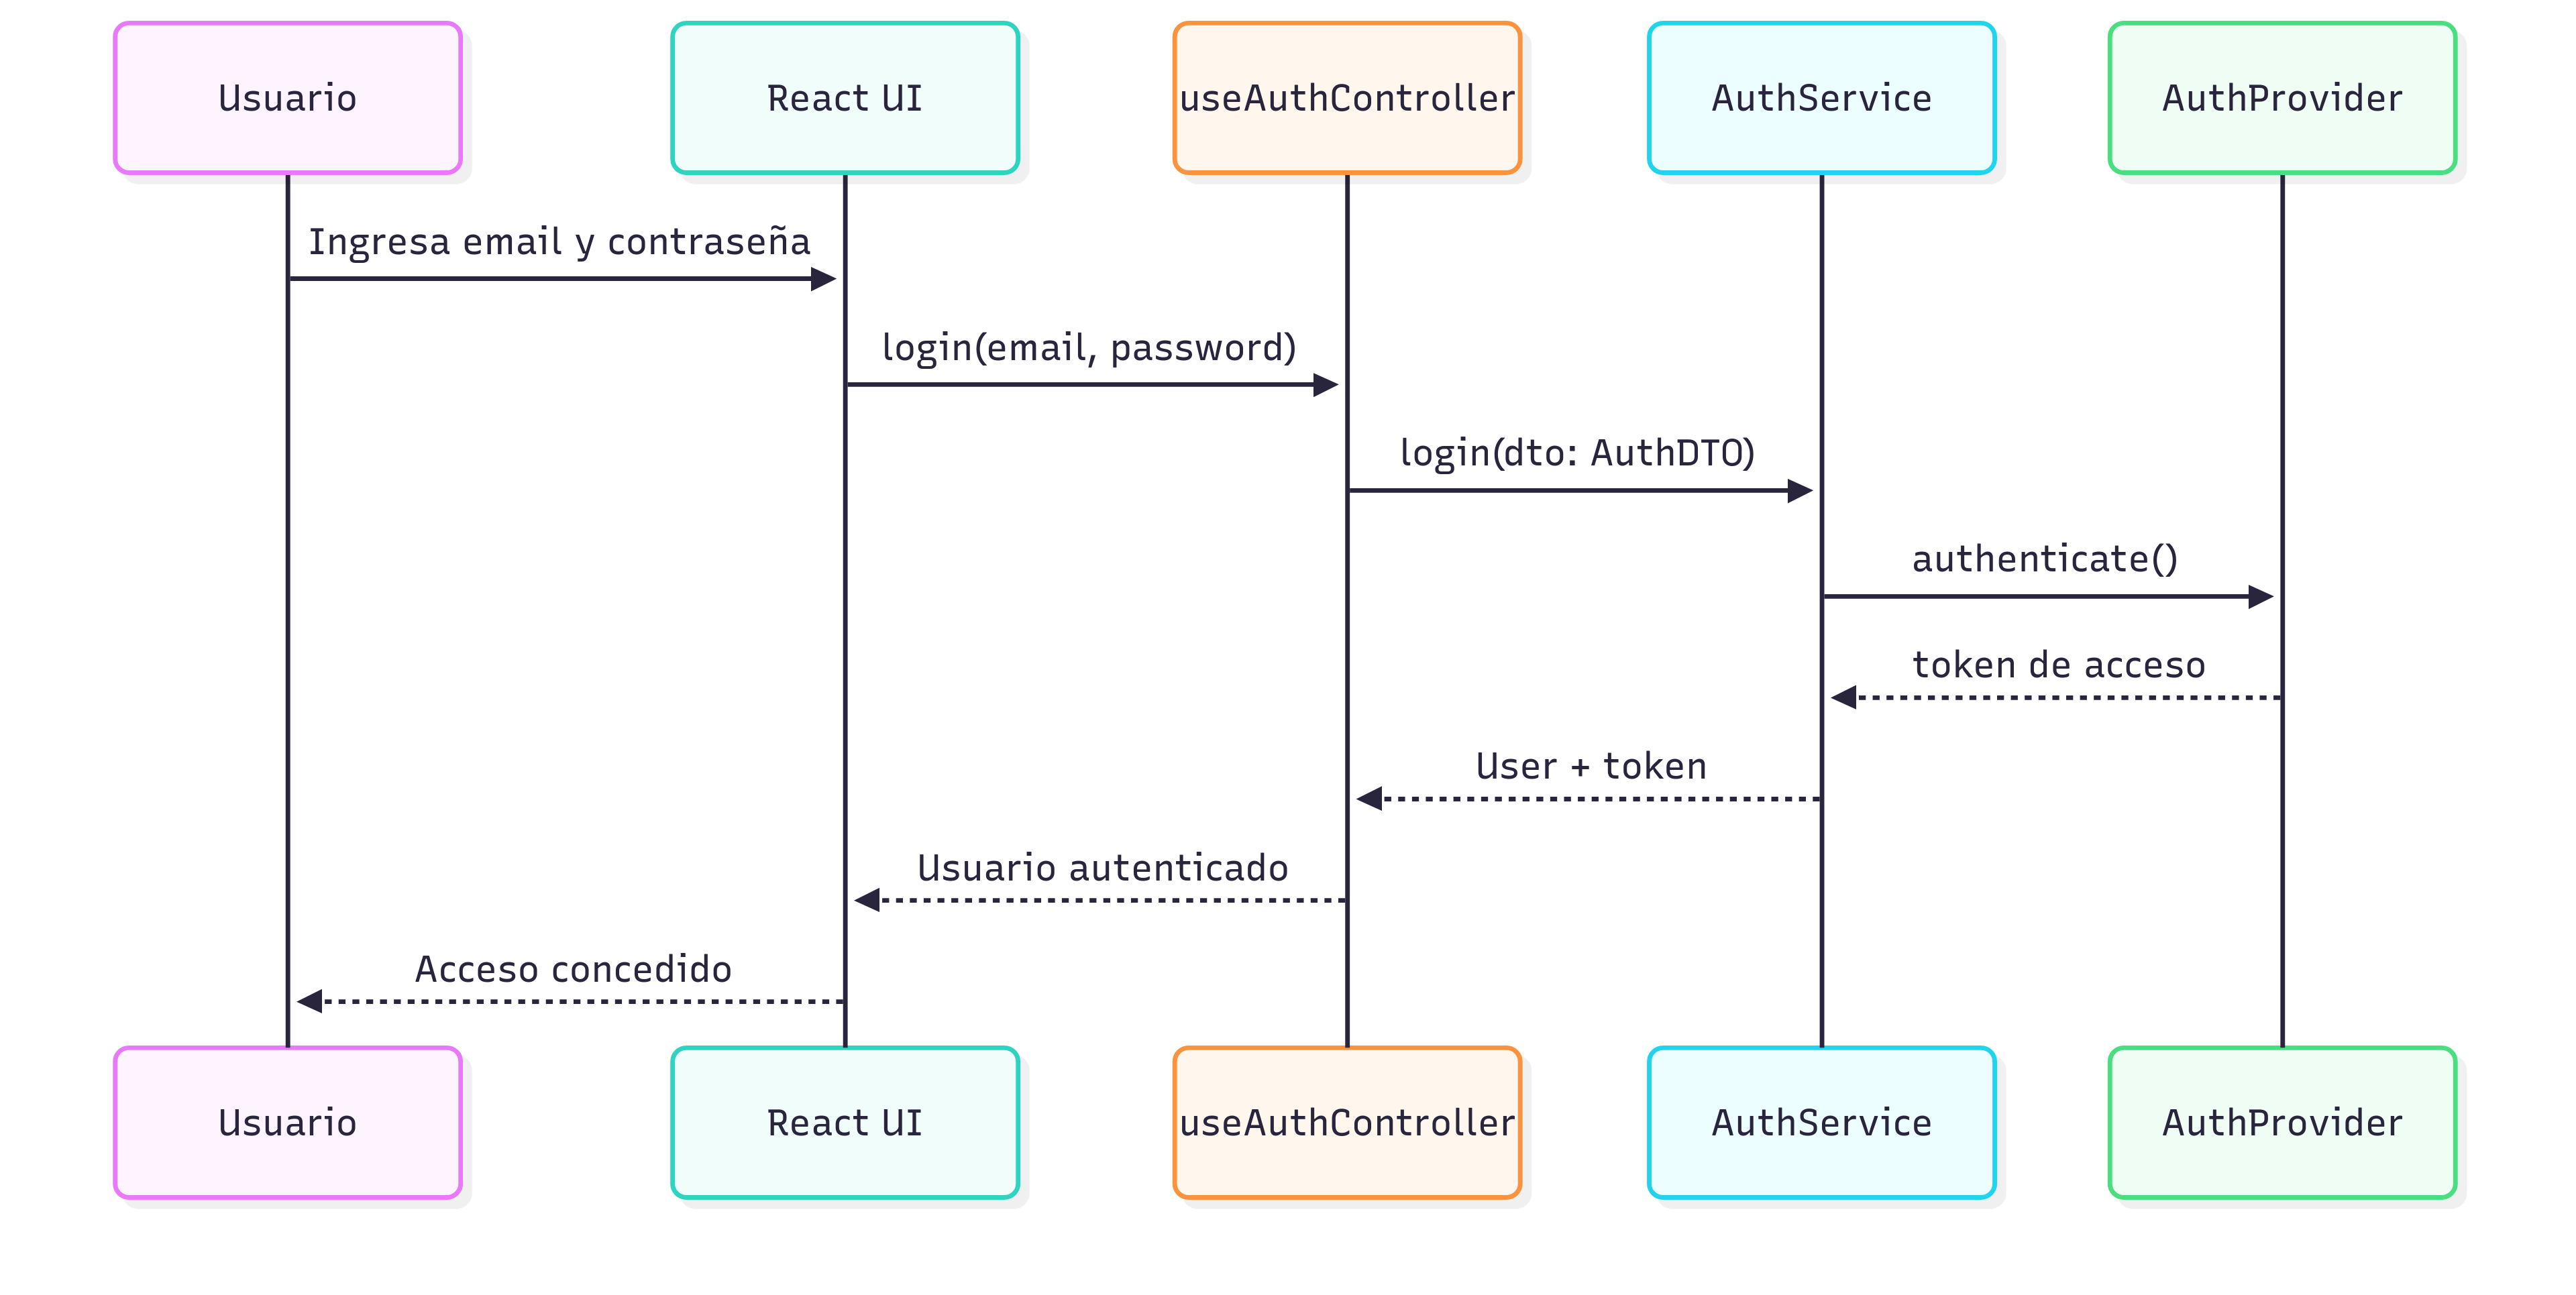 Usuario
React UI
useAuthController
AuthService
AuthProvider
Ingresa email y contraseña
login(email, password)
login(dto: AuthDTO)
authenticate()
token de acceso
User + token
Usuario autenticado
Acceso concedido
Usuario
React UI
useAuthController
AuthService
AuthProvider